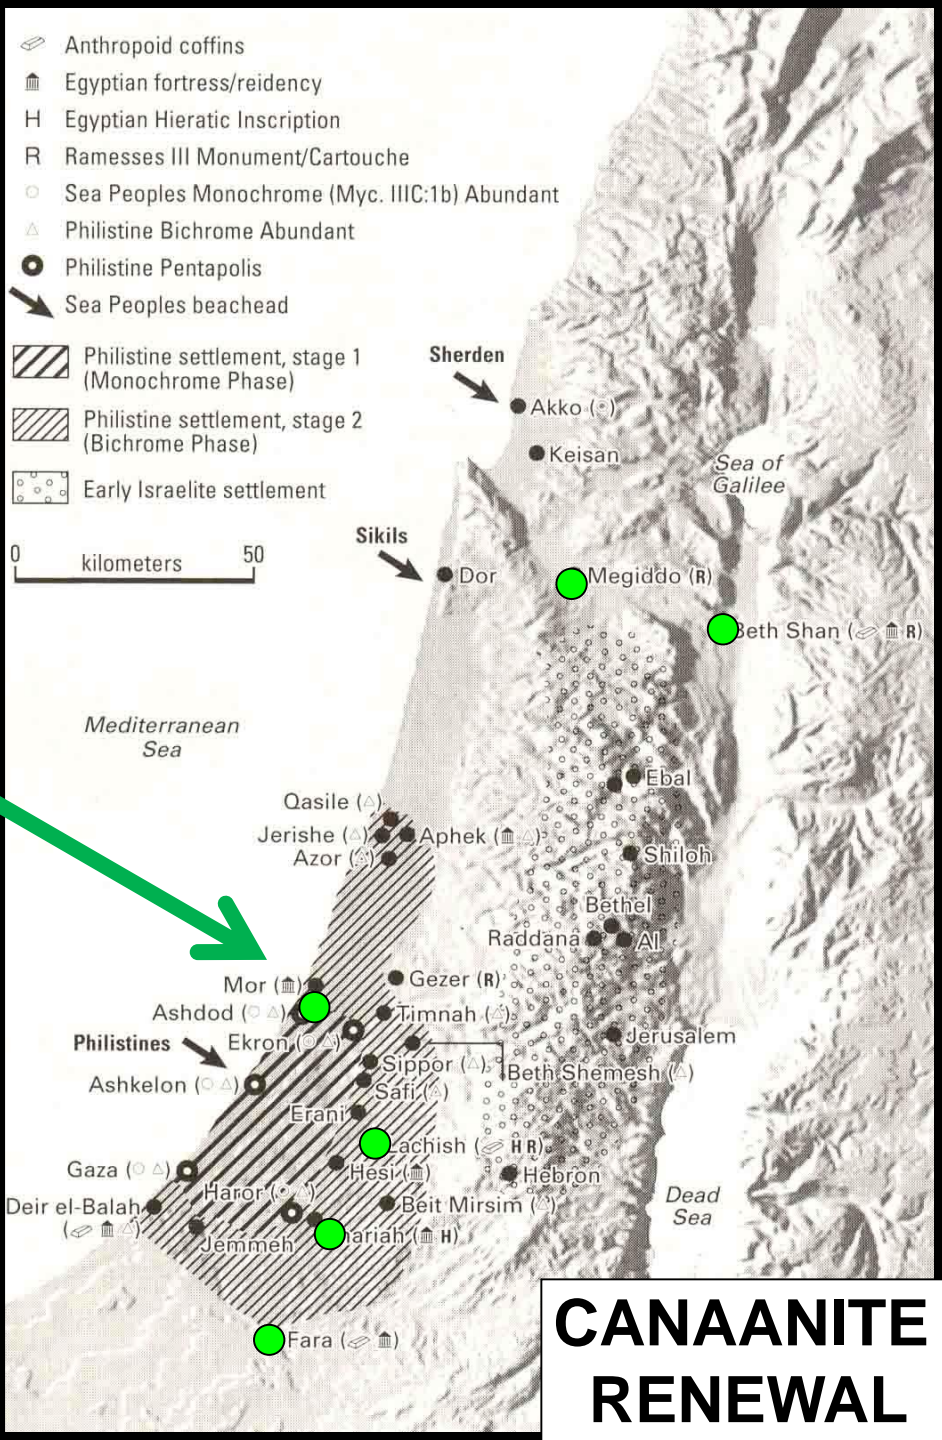 Anthropoid coffins
Egyptian fortress/reidency
H Egyptian Hieratic Inscription
R Ramesses III Monument/Cartouche
Sea Peoples Monochrome (Myc. IIIC:1b) Abundant
Philistine Bichrome Abundant
Philistine Pentapolis
Sea Peoples beachead
Philistine settlement, stage 1
(Monochrome Phase)
Philistine settlement, stage 2
(Bichrome Phase)
Early Israelite settlement
0 kilometers 50
Sherden
Akko
Keisan
Sea of
Galilee
Sikils
Dor
Megiddo (R)
Beth Shan ( R)
Mediterranean
Sea
Ebal
Qasile
Jerishe
Aphek
Azor
Shiloh
Bethel
Raddana
AI
Mor
Gezer (R)
Ashdod
Timnah
Philistines
Ekron
Jerusalem
Sippor
Beth Shemesh
Ashkelon
Safi
Erani
Lachish ( H R)
Gaza
Hesi
Hebron
Haror
Deir el-Balah
Beit Mirsim
Dead
Sea
Jemmeh
hariah ( H)
Fara
CANAANITE
RENEWAL